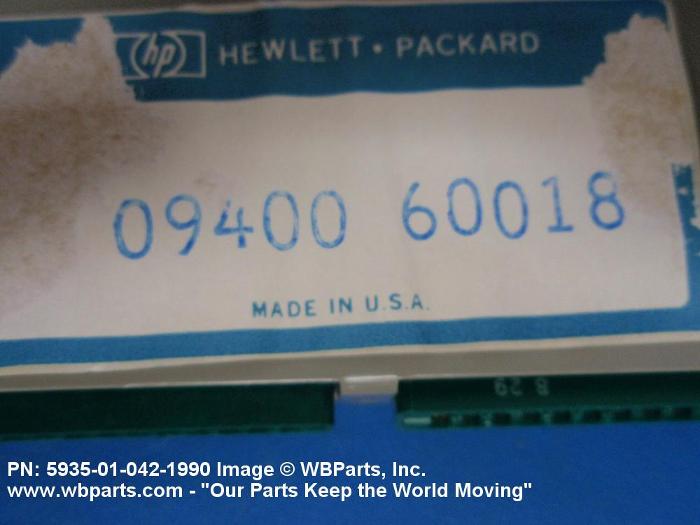 hp HEWLETT • PACKARD
09400 60018
MADE IN U.S.A.
PN: 5935-01-042-1990 Image © WBParts, Inc.
www.wbparts.com - "Our Parts Keep the World Moving"